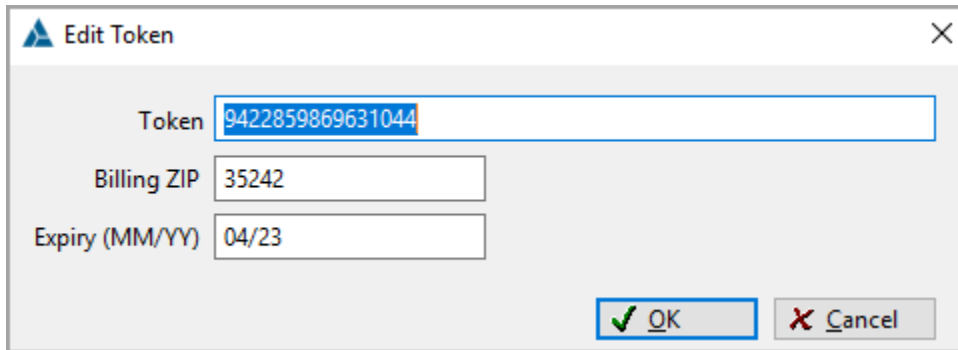 Edit Token
Token 9422859869631044
Billing ZIP 35242
Expiry (MM/YY) 04/23
OK Cancel